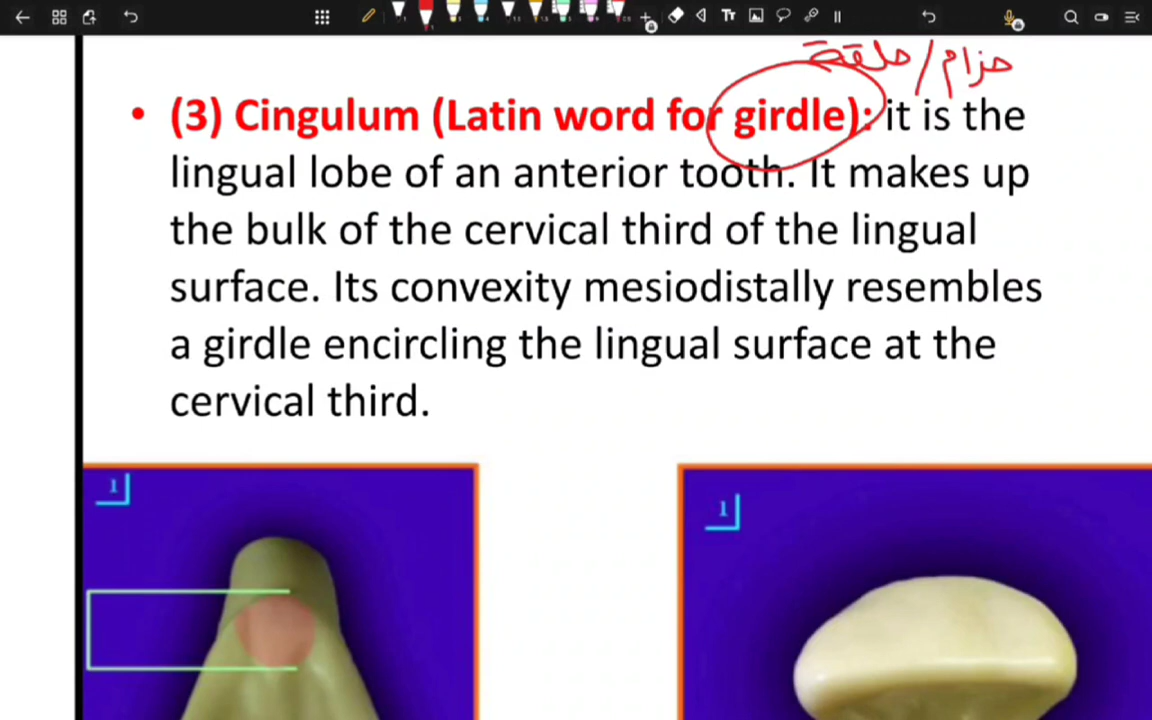 حزام/حلقة
• (3) Cingulum (Latin word for girdle): it is the
lingual lobe of an anterior tooth. It makes up
the bulk of the cervical third of the lingual
surface. Its convexity mesiodistally resembles
a girdle encircling the lingual surface at the
cervical third.
1
1